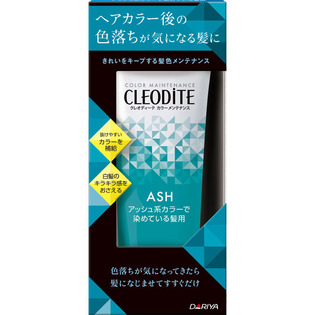 ヘアカラー後の
色落ちが気になる髪に
きれいをキープする髪色メンテナンス
COLOR MAINTENANCE
CLEODiTE
クレオディーテ カラーメンテナンス
抜けやすい
カラーを
補給
白髪の
キラキラ感を
おさえる
ASH
アッシュ系カラーで
染めている髪用
色落ちが気になってきたら
髪になじませてすすぐだけ
DARIYA